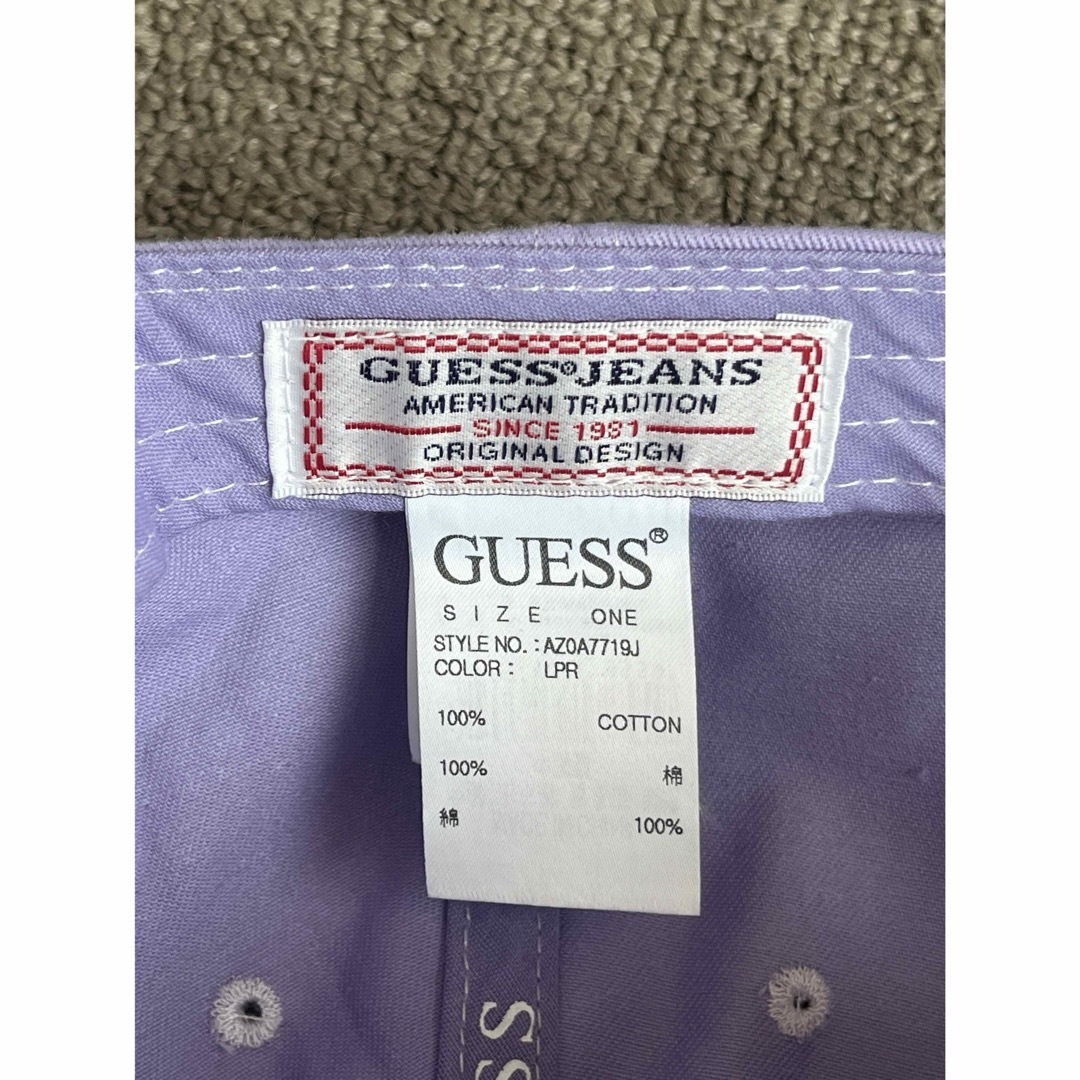 GUESS®JEANS
AMERICAN TRADITION
SINCE 1981
ORIGINAL DESIGN
GUESS®
SIZE ONE
STYLE NO. : AZ0A7719J
COLOR : LPR
100% COTTON
100% 棉
綿 100%
SS